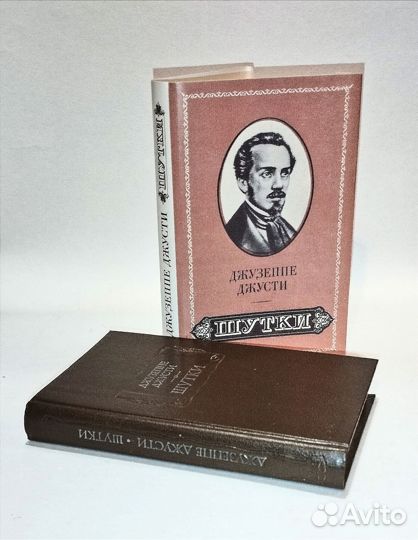 ДЖУЗЕППЕ ДЖУСТИ ШУТКИ
ДЖУЗЕППЕ
ДЖУСТИ
ШУТКИ
ДЖУЗЕППЕ
ДЖУСТИ
ШУТКИ
ДЖУЗЕППЕ ДЖУСТИ • ШУТКИ
Avito